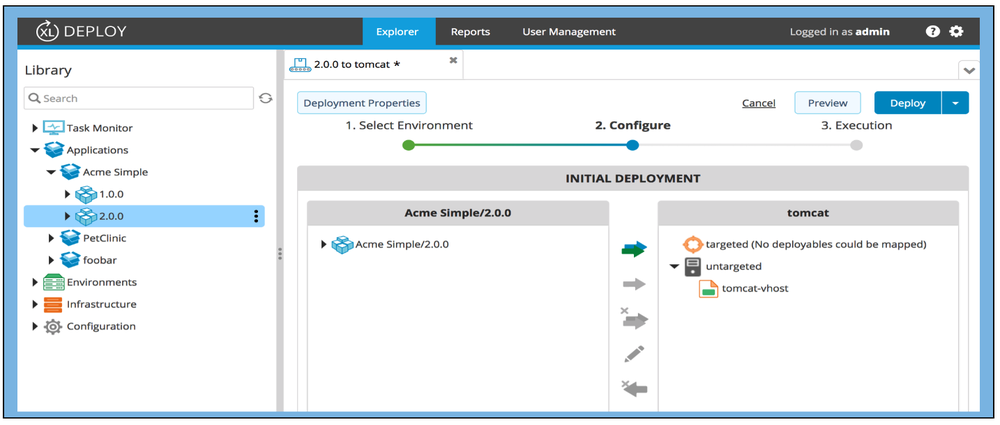 XL DEPLOY
Explorer
Reports
User Management
Logged in as admin
?
Library
Search
Task Monitor
Applications
Acme Simple
1.0.0
2.0.0
PetClinic
foobar
Environments
Infrastructure
Configuration
2.0.0 to tomcat *
Deployment Properties
Cancel
Preview
Deploy
1. Select Environment
2. Configure
3. Execution
INITIAL DEPLOYMENT
Acme Simple/2.0.0
Acme Simple/2.0.0
tomcat
targeted (No deployables could be mapped)
untargeted
tomcat-vhost